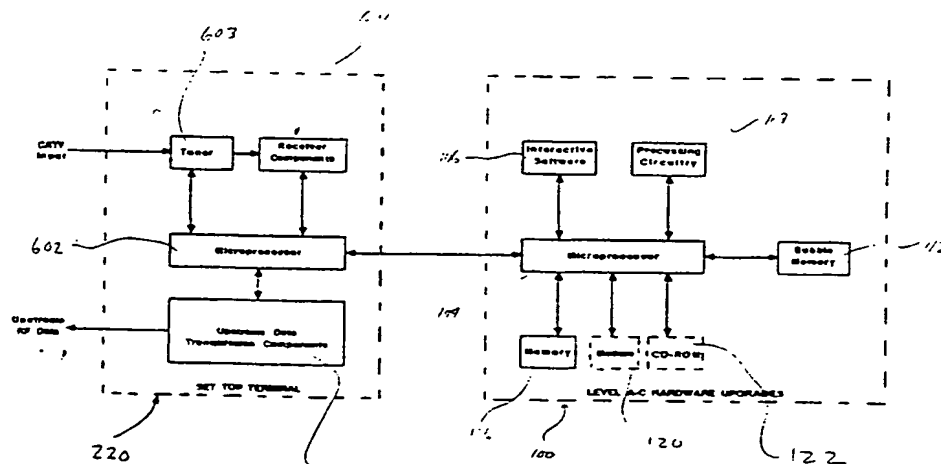 603
CATV
Input
Tuner
Receiver
Components
602
Microprocessor
Upstream
RF Data
Upstream Data
Transmission Components
SET TOP TERMINAL
220
Interactive
Software
Processing
Circuitry
Microprocessor
Bubble
Memory
Memory
Modem
CD-ROM
LEVEL A-C HARDWARE UPGRADES
100
120
122